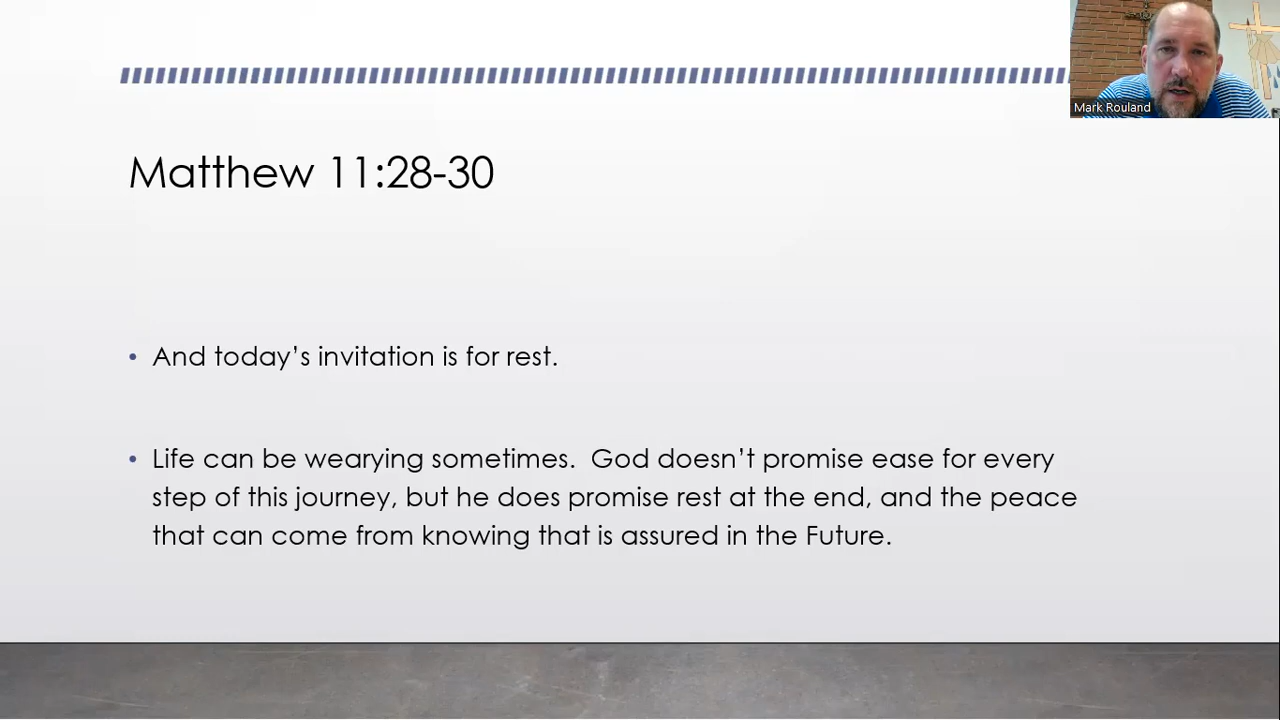 Mark Rouland
Matthew 11:28-30
• And today’s invitation is for rest.
• Life can be wearying sometimes.  God doesn’t promise ease for every
step of this journey, but he does promise rest at the end, and the peace
that can come from knowing that is assured in the Future.